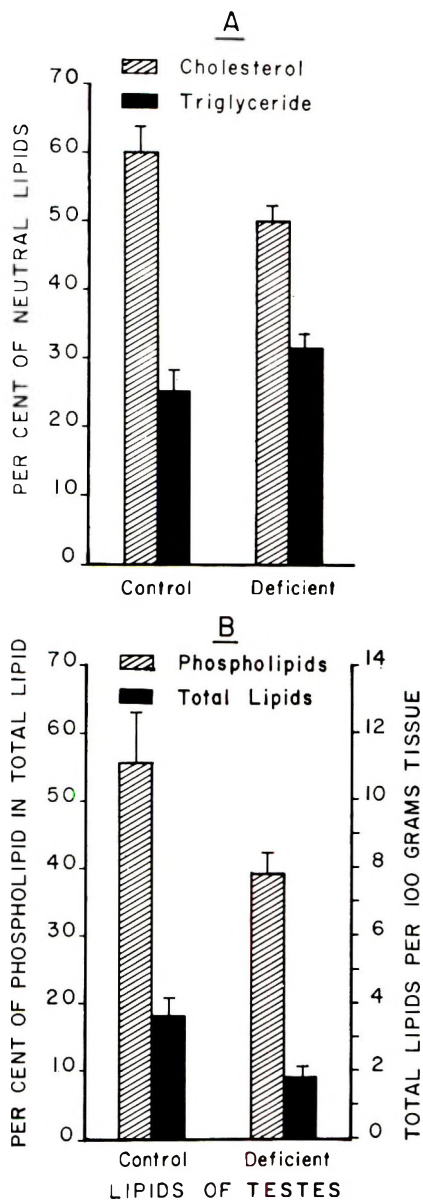 A
Cholesterol
Triglyceride
PER CENT OF NEUTRAL LIPIDS
70
60
50
40
30
20
10
0
Control Deficient
B
Phospholipids
Total Lipids
PER CENT OF PHOSPHOLIPID IN TOTAL LIPID
70
60
50
40
30
20
10
0
14
12
10
8
6
4
2
0
TOTAL LIPIDS PER 100 GRAMS TISSUE
Control Deficient
LIPIDS OF TESTES